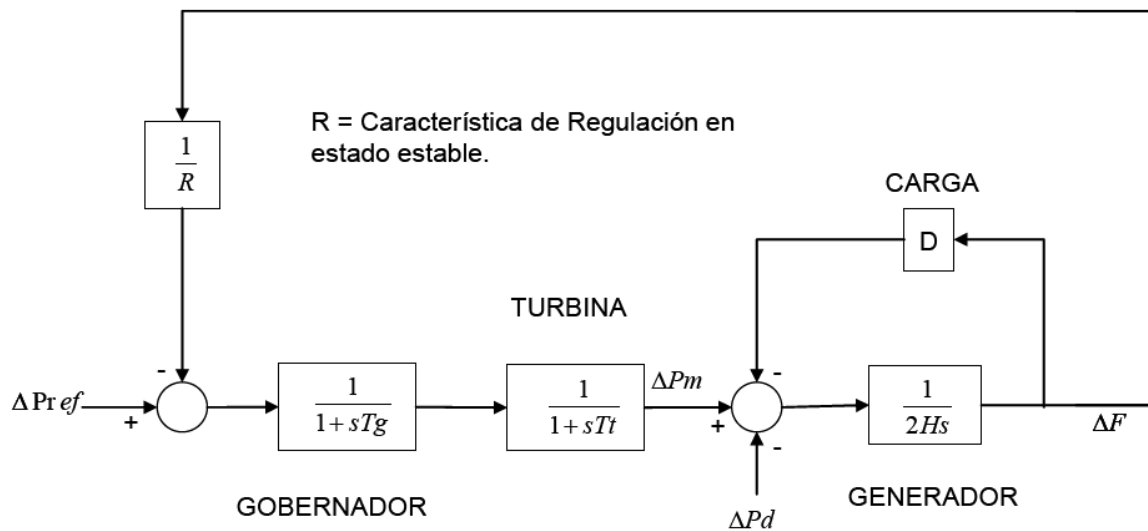 R = Característica de Regulación en
estado estable.
1
R
CARGA
D
TURBINA
-
-
ΔPref
+
1
1+sTg
1
1+sTt
ΔPm
+
-
1
2Hs
ΔF
GOBERNADOR
ΔPd
GENERADOR